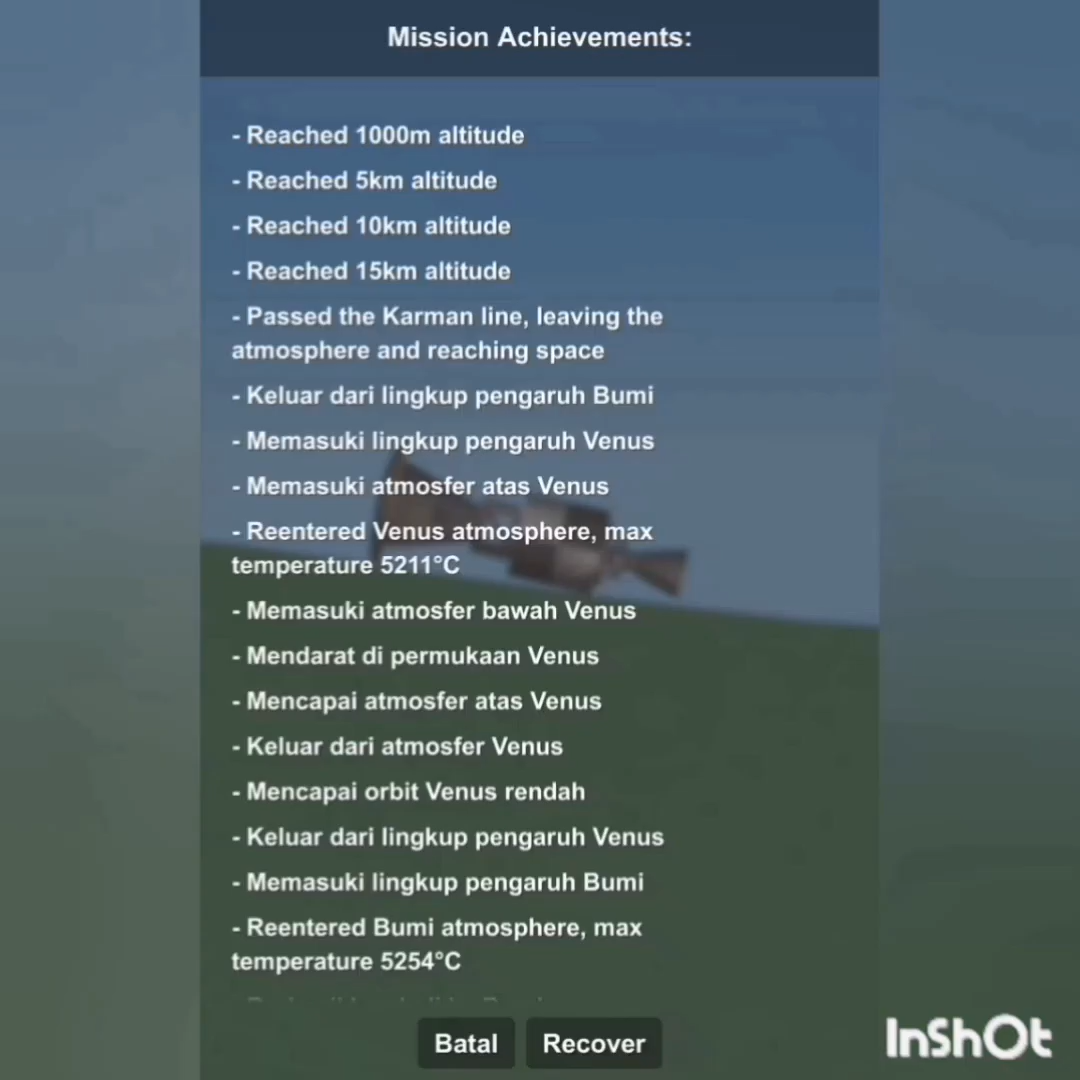 Mission Achievements:
- Reached 1000m altitude
- Reached 5km altitude
- Reached 10km altitude
- Reached 15km altitude
- Passed the Karman line, leaving the
atmosphere and reaching space
- Keluar dari lingkup pengaruh Bumi
- Memasuki lingkup pengaruh Venus
- Memasuki atmosfer atas Venus
- Reentered Venus atmosphere, max
temperature 5211°C
- Memasuki atmosfer bawah Venus
- Mendarat di permukaan Venus
- Mencapai atmosfer atas Venus
- Keluar dari atmosfer Venus
- Mencapai orbit Venus rendah
- Keluar dari lingkup pengaruh Venus
- Memasuki lingkup pengaruh Bumi
- Reentered Bumi atmosphere, max
temperature 5254°C
Batal Recover
InShOt